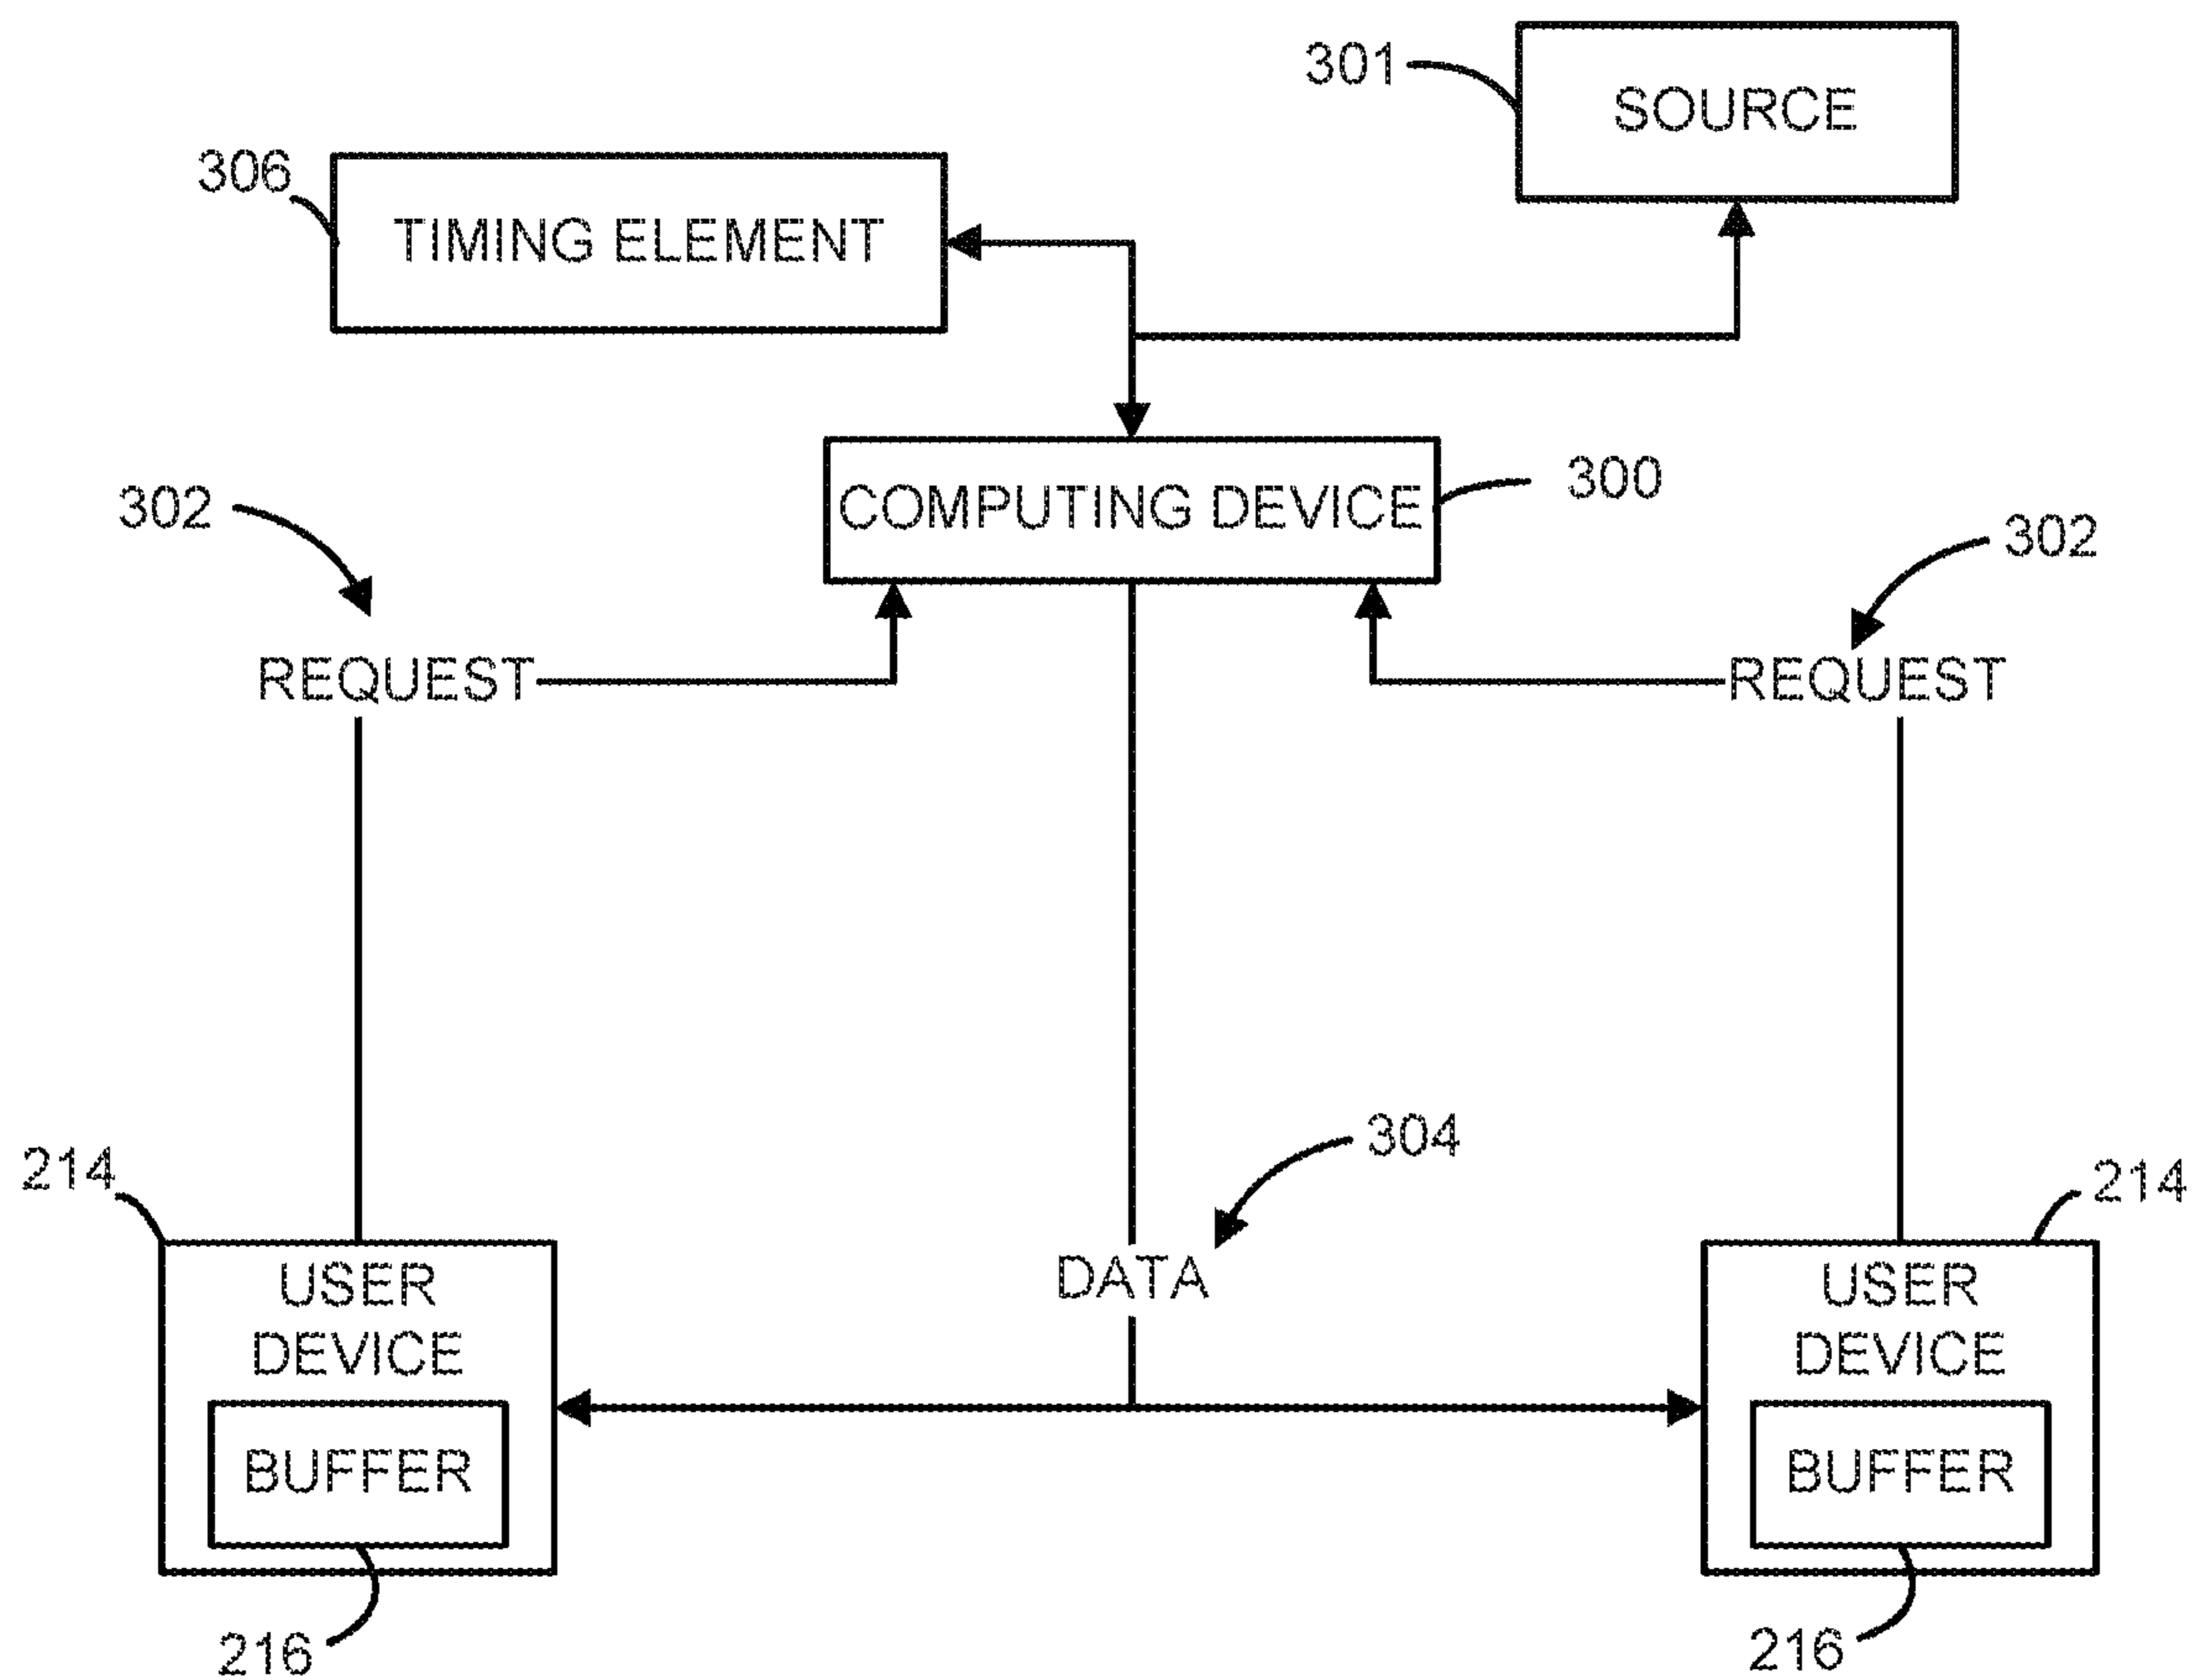 301
SOURCE
306
TIMING ELEMENT
300
COMPUTING DEVICE
302
302
REQUEST
REQUEST
304
214
214
DATA
USER
DEVICE
BUFFER
USER
DEVICE
BUFFER
216
216